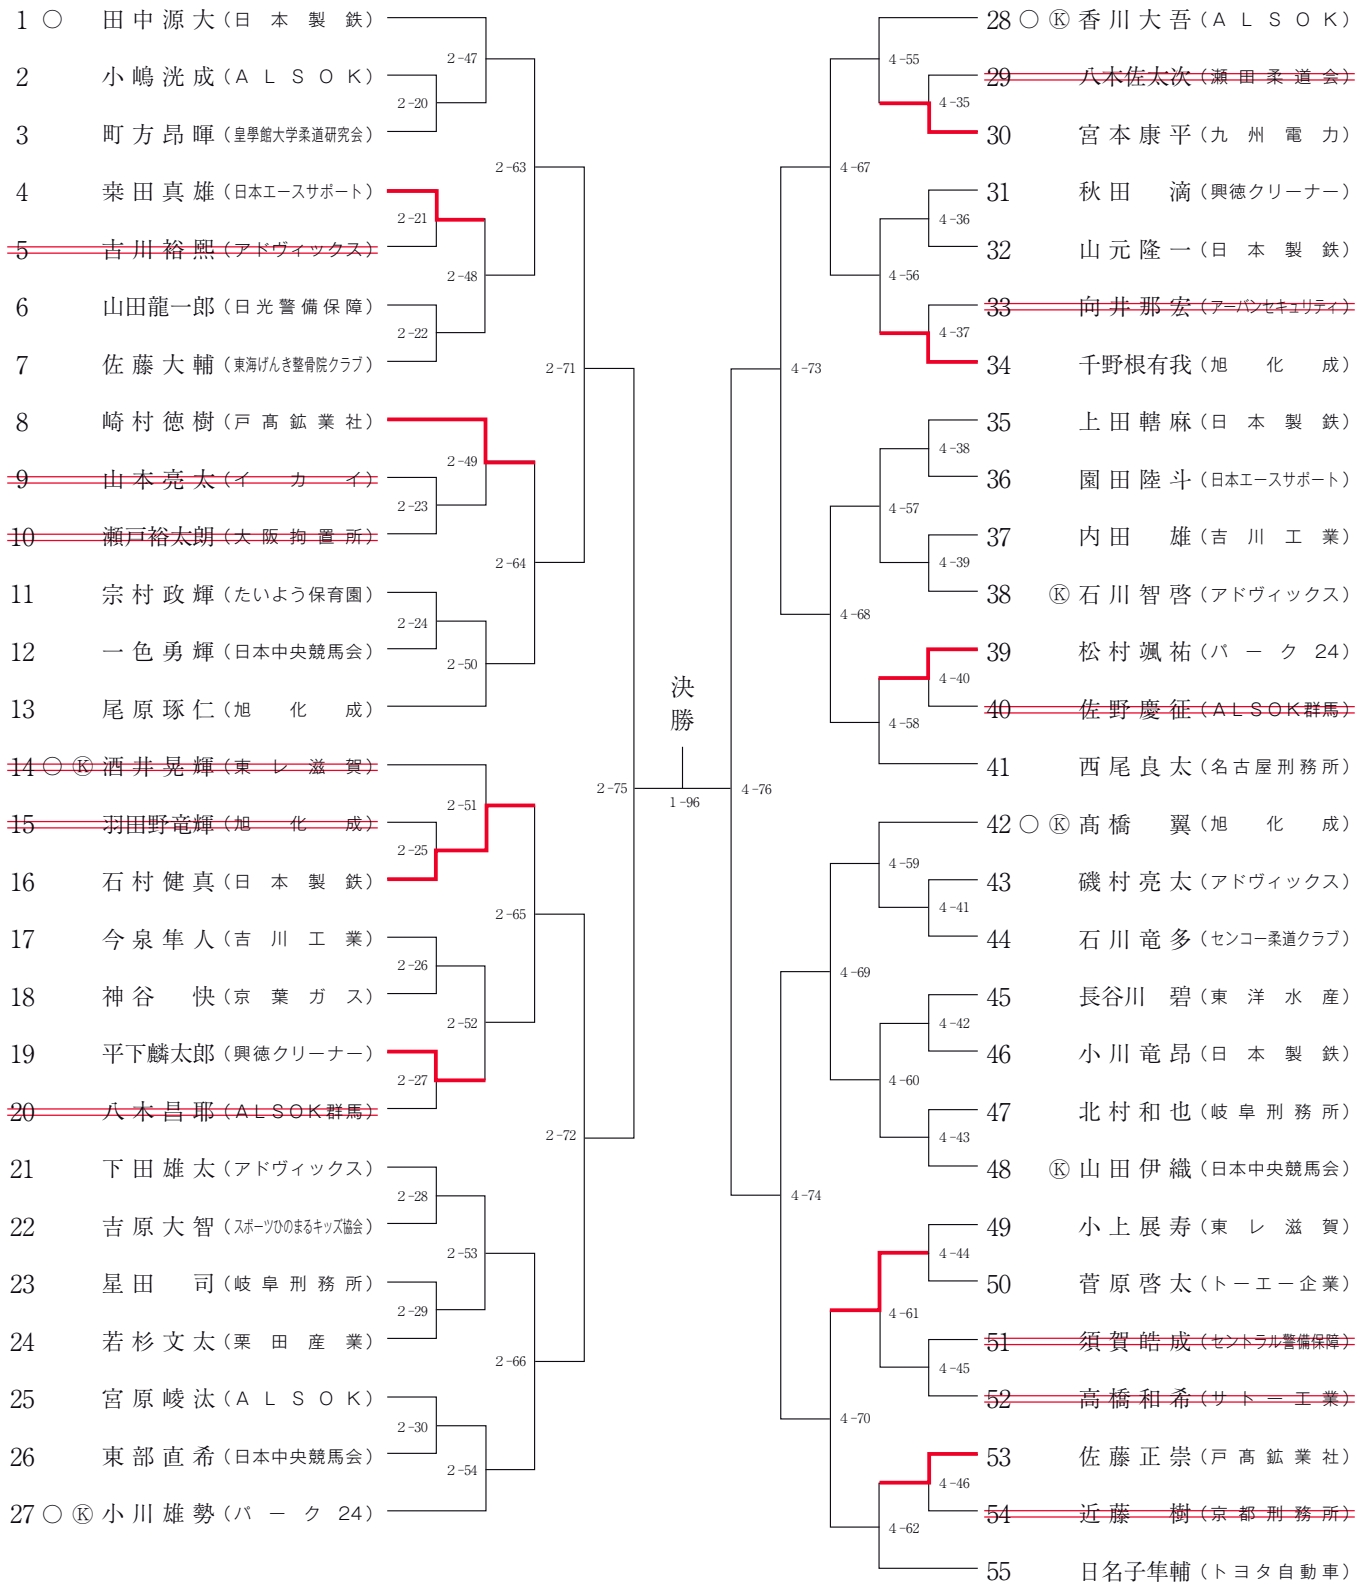 1 ○ 田中源大（日本製鉄）
2 小嶋洸成（ＡＬＳＯＫ）
3 町方昂暉（皇學館大学柔道研究会）
4 桒田真雄（日本エースサポート）
5 古川裕熙（アドヴィックス）
6 山田龍一郎（日光警備保障）
7 佐藤大輔（東海げんき整骨院クラブ）
8 崎村徳樹（戸髙鉱業社）
9 山本亮太（イカイ）
10 瀬戸裕太朗（大阪拘置所）
11 宗村政輝（たいよう保育園）
12 一色勇輝（日本中央競馬会）
13 尾原琢仁（旭化成）
14 ○ Ⓚ 酒井晃輝（東レ滋賀）
15 羽田野竜輝（旭化成）
16 石村健真（日本製鉄）
17 今泉隼人（吉川工業）
18 神谷　快（京葉ガス）
19 平下麟太郎（興徳クリーナー）
20 八木昌耶（ＡＬＳＯＫ群馬）
21 下田雄太（アドヴィックス）
22 吉原大智（スポーツひのまるキッズ協会）
23 星田　司（岐阜刑務所）
24 若杉文太（栗田産業）
25 宮原崚汰（ＡＬＳＯＫ）
26 東部直希（日本中央競馬会）
27 ○ Ⓚ 小川雄勢（パーク24）
2-20
2-21
2-22
2-23
2-24
2-25
2-26
2-27
2-28
2-29
2-30
2-47
2-48
2-49
2-50
2-51
2-52
2-53
2-54
2-63
2-64
2-65
2-66
2-71
2-72
2-75
決勝
1-96
4-76
4-73
4-74
4-67
4-68
4-69
4-70
4-55
4-56
4-57
4-58
4-59
4-60
4-61
4-62
4-35
4-36
4-37
4-38
4-39
4-40
4-41
4-42
4-43
4-44
4-45
4-46
28 ○ Ⓚ 香川大吾（ＡＬＳＯＫ）
29 八木佐太次（瀬田柔道会）
30 宮本康平（九州電力）
31 秋田　滴（興徳クリーナー）
32 山元隆一（日本製鉄）
33 向井那宏（アーバンセキュリティ）
34 千野根有我（旭化成）
35 上田轄麻（日本製鉄）
36 園田陸斗（日本エースサポート）
37 内田　雄（吉川工業）
38 Ⓚ 石川智啓（アドヴィックス）
39 松村颯祐（パーク24）
40 佐野慶征（ＡＬＳＯＫ群馬）
41 西尾良太（名古屋刑務所）
42 ○ Ⓚ 髙橋　翼（旭化成）
43 磯村亮太（アドヴィックス）
44 石川竜多（センコー柔道クラブ）
45 長谷川　碧（東洋水産）
46 小川竜昂（日本製鉄）
47 北村和也（岐阜刑務所）
48 Ⓚ 山田伊織（日本中央競馬会）
49 小上展寿（東レ滋賀）
50 菅原啓太（トーエー企業）
51 須賀皓成（セントラル警備保障）
52 高橋和希（サトー工業）
53 佐藤正崇（戸髙鉱業社）
54 近藤　樹（京都刑務所）
55 日名子隼輔（トヨタ自動車）